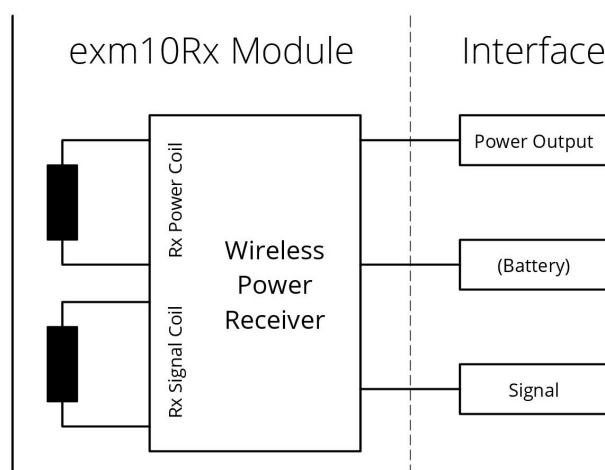 exm10Rx Module
Interface
Rx Power Coil
Rx Signal Coil
Wireless
Power
Receiver
Power Output
(Battery)
Signal